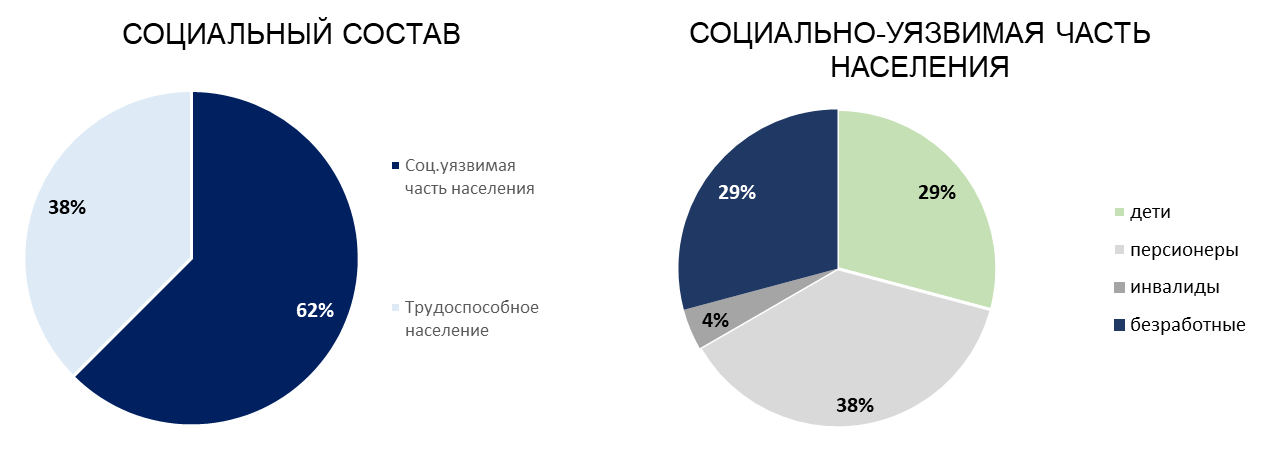 СОЦИАЛЬНЫЙ СОСТАВ
38%
62%
Соц.уязвимая
часть населения
Трудоспособное
население
СОЦИАЛЬНО-УЯЗВИМАЯ ЧАСТЬ
НАСЕЛЕНИЯ
29%
29%
4%
38%
дети
персионеры
инвалиды
безработные